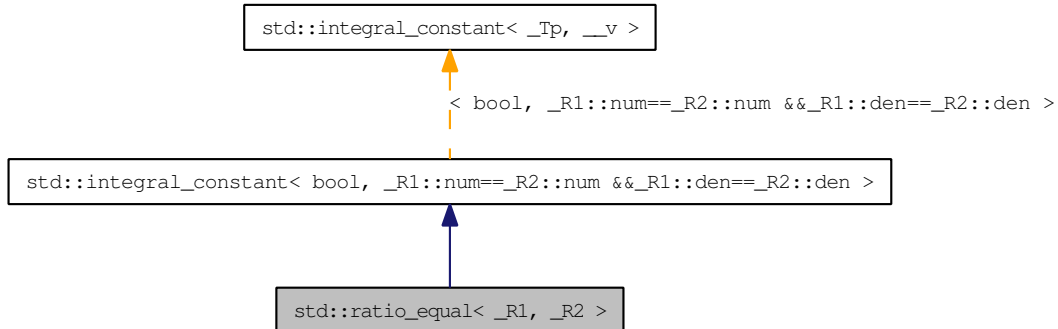 std::integral_constant< _Tp, __v >
< bool, _R1::num==_R2::num &&_R1::den==_R2::den >
std::integral_constant< bool, _R1::num==_R2::num &&_R1::den==_R2::den >
std::ratio_equal< _R1, _R2 >